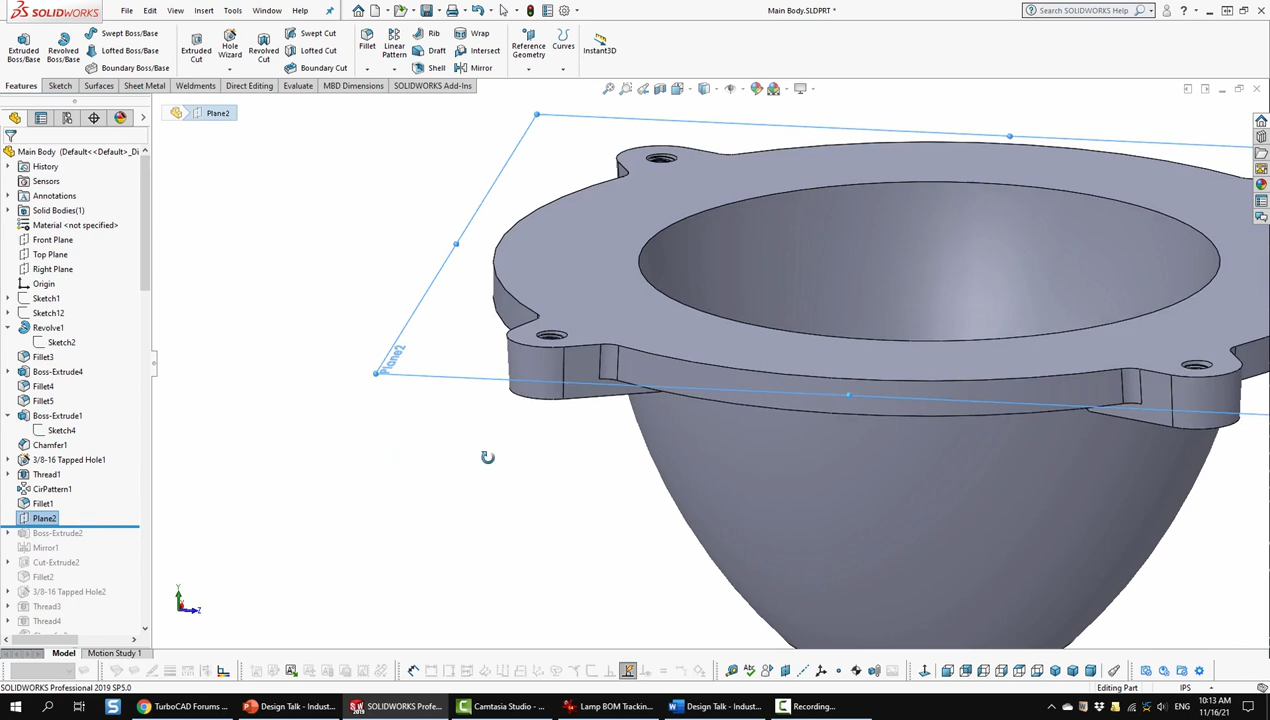 SOLIDWORKS
File Edit View Insert Tools Window Help
Main Body.SLDPRT *
Search SOLIDWORKS Help
Extruded Boss/Base
Revolved Boss/Base
Swept Boss/Base
Lofted Boss/Base
Boundary Boss/Base
Extruded Cut
Hole Wizard
Revolved Cut
Swept Cut
Lofted Cut
Boundary Cut
Fillet
Linear Pattern
Rib
Draft
Shell
Wrap
Intersect
Mirror
Reference Geometry
Curves
Instant3D
Features Sketch Surfaces Sheet Metal Weldments Direct Editing Evaluate MBD Dimensions SOLIDWORKS Add-Ins
Plane2
Main Body (Default<<Default>_Di
History
Sensors
Annotations
Solid Bodies(1)
Material <not specified>
Front Plane
Top Plane
Right Plane
Origin
Sketch1
Sketch12
Revolve1
Sketch2
Fillet3
Boss-Extrude4
Fillet4
Fillet5
Boss-Extrude1
Sketch4
Chamfer1
3/8-16 Tapped Hole1
Thread1
CirPattern1
Fillet1
Plane2
Boss-Extrude2
Mirror1
Cut-Extrude2
Fillet2
3/8-16 Tapped Hole2
Thread3
Thread4
Plane2
Y
Z
Model Motion Study 1
SOLIDWORKS Professional 2019 SP5.0
Editing Part IPS
TurboCAD Forums ...
Design Talk - Indust...
SOLIDWORKS Profe...
Camtasia Studio - ...
Lamp BOM Trackin...
Design Talk - Indust...
Recording...
ENG
10:13 AM
11/16/21